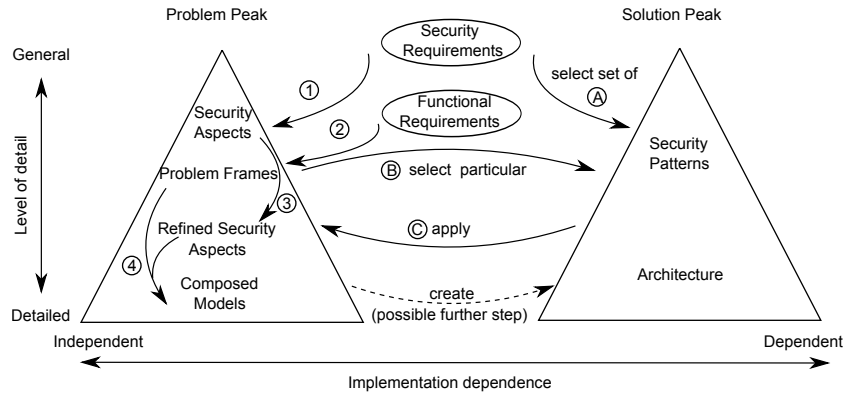 Problem Peak
Solution Peak
General
Level of detail
Detailed
Security
Requirements
Functional
Requirements
1
2
3
4
Security
Aspects
Problem Frames
Refined Security
Aspects
Composed
Models
select set of
A
B select particular
C apply
create
(possible further step)
Security
Patterns
Architecture
Independent
Dependent
Implementation dependence